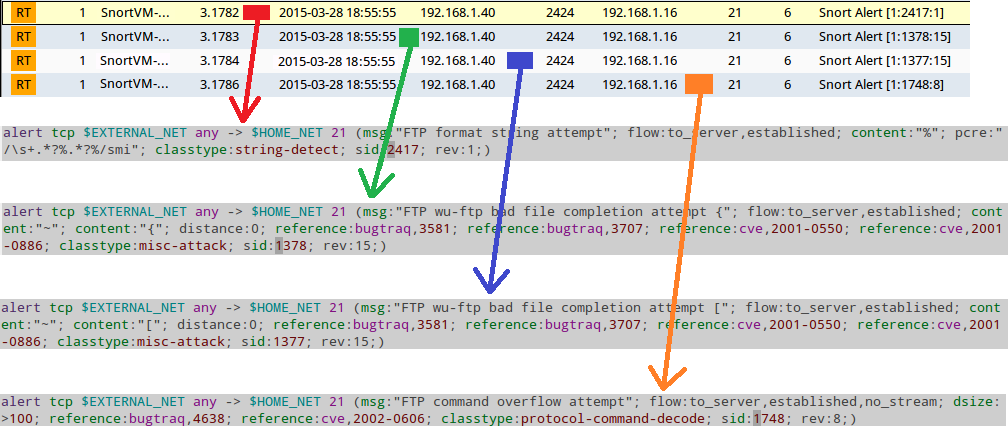 RT 1 SnortVM-... 3.1782 2015-03-28 18:55:55 192.168.1.40 2424 192.168.1.16 21 6 Snort Alert [1:2417:1]
RT 1 SnortVM-... 3.1783 2015-03-28 18:55:55 192.168.1.40 2424 192.168.1.16 21 6 Snort Alert [1:1378:15]
RT 1 SnortVM-... 3.1784 2015-03-28 18:55:55 192.168.1.40 2424 192.168.1.16 21 6 Snort Alert [1:1377:15]
RT 1 SnortVM-... 3.1786 2015-03-28 18:55:55 192.168.1.40 2424 192.168.1.16 21 6 Snort Alert [1:1748:8]
alert tcp $EXTERNAL_NET any -> $HOME_NET 21 (msg:"FTP format string attempt"; flow:to_server,established; content:"%"; pcre:"
/\s+.*?%.*?%/smi"; classtype:string-detect; sid:2417; rev:1;)
alert tcp $EXTERNAL_NET any -> $HOME_NET 21 (msg:"FTP wu-ftp bad file completion attempt {"; flow:to_server,established; cont
ent:"~"; content:"{"; distance:0; reference:bugtraq,3581; reference:bugtraq,3707; reference:cve,2001-0550; reference:cve,2001
-0886; classtype:misc-attack; sid:1378; rev:15;)
alert tcp $EXTERNAL_NET any -> $HOME_NET 21 (msg:"FTP wu-ftp bad file completion attempt ["; flow:to_server,established; cont
ent:"~"; content:"["; distance:0; reference:bugtraq,3581; reference:bugtraq,3707; reference:cve,2001-0550; reference:cve,2001
-0886; classtype:misc-attack; sid:1377; rev:15;)
alert tcp $EXTERNAL_NET any -> $HOME_NET 21 (msg:"FTP command overflow attempt"; flow:to_server,established,no_stream; dsize:
>100; reference:bugtraq,4638; reference:cve,2002-0606; classtype:protocol-command-decode; sid:1748; rev:8;)